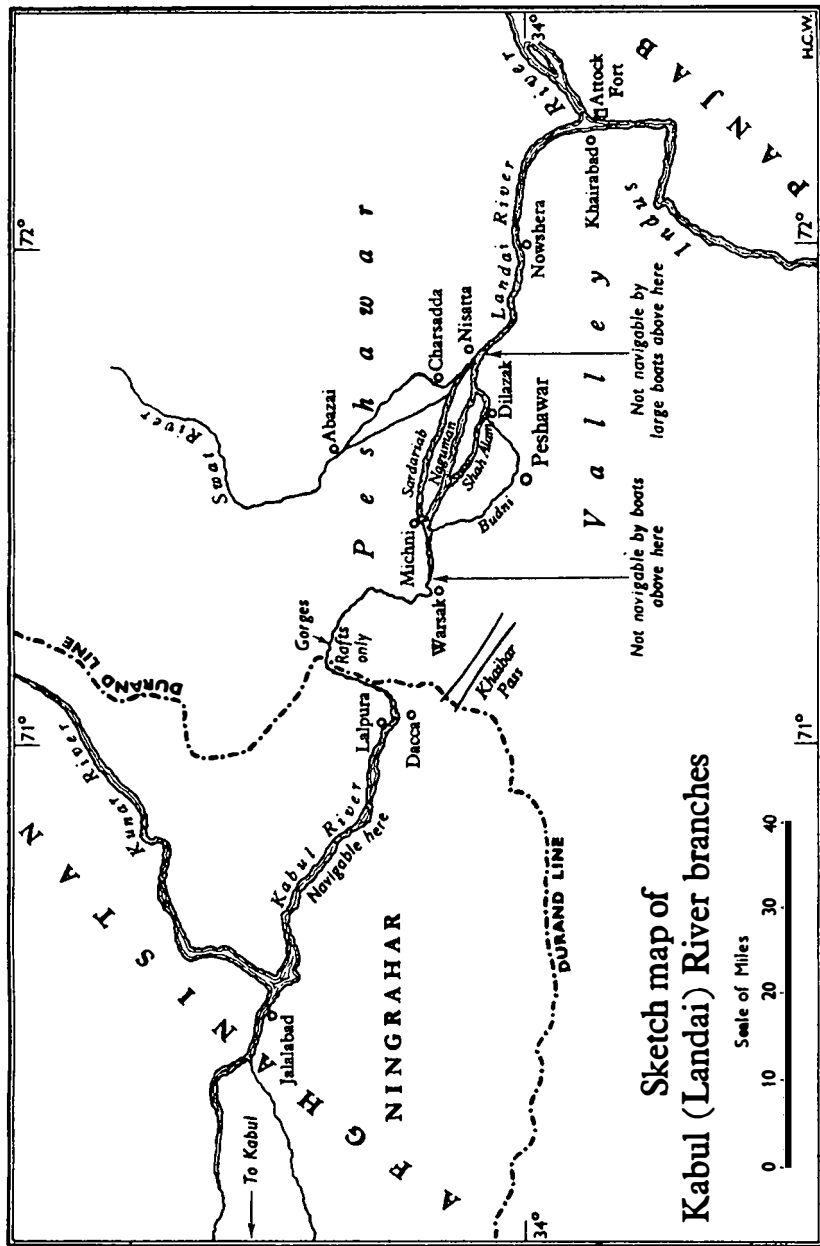 71°
72°
AFGHANISTAN
Kunar River
DURAND LINE
Swat River
Gorges
Rafts
only
Abazai
Peshawar
Charsadda
Nisatta
Landai River
River
34°
Attock
Fort
Khairabad
Nowshera
Indus
PANJAB
To Kabul
Jalalabad
Kabul River
Navigable here
Lalpura
Dacca
Michni
Sardariab
Naguman
Shah Alam
Dilazak
Budni
Peshawar
Warsak
Khaibar
Pass
Valley
NINGRAHAR
DURAND LINE
34°
Not navigable by boats
above here
Not navigable by
large boats above here
71°
72°
Sketch map of
Kabul (Landai) River branches
Scale of Miles
0 10 20 30 40
H.C.W.